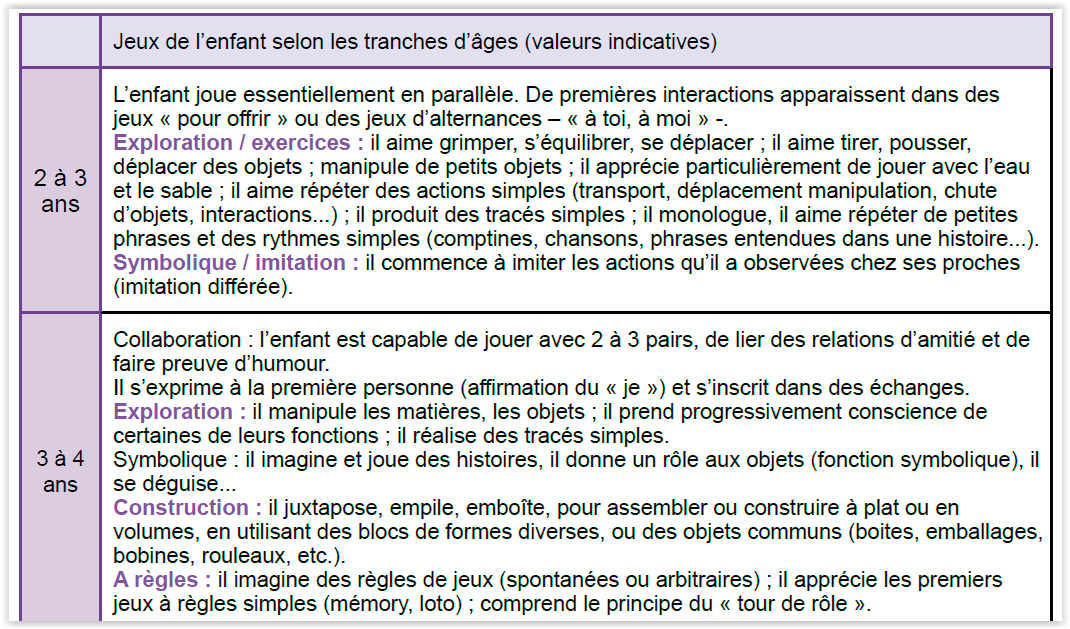 Jeux de l’enfant selon les tranches d’âges (valeurs indicatives)
2 à 3
ans
L’enfant joue essentiellement en parallèle. De premières interactions apparaissent dans des
jeux « pour offrir » ou des jeux d’alternances – « à toi, à moi » -.
Exploration / exercices : il aime grimper, s’équilibrer, se déplacer ; il aime tirer, pousser,
déplacer des objets ; manipule de petits objets ; il apprécie particulièrement de jouer avec l’eau
et le sable ; il aime répéter des actions simples (transport, déplacement manipulation, chute
d’objets, interactions...) ; il produit des tracés simples ; il monologue, il aime répéter de petites
phrases et des rythmes simples (comptines, chansons, phrases entendues dans une histoire...).
Symbolique / imitation : il commence à imiter les actions qu’il a observées chez ses proches
(imitation différée).
3 à 4
ans
Collaboration : l’enfant est capable de jouer avec 2 à 3 pairs, de lier des relations d’amitié et de
faire preuve d’humour.
Il s’exprime à la première personne (affirmation du « je ») et s’inscrit dans des échanges.
Exploration : il manipule les matières, les objets ; il prend progressivement conscience de
certaines de leurs fonctions ; il réalise des tracés simples.
Symbolique : il imagine et joue des histoires, il donne un rôle aux objets (fonction symbolique), il
se déguise...
Construction : il juxtapose, empile, emboîte, pour assembler ou construire à plat ou en
volumes, en utilisant des blocs de formes diverses, ou des objets communs (boites, emballages,
bobines, rouleaux, etc.).
A règles : il imagine des règles de jeux (spontanées ou arbitraires) ; il apprécie les premiers
jeux à règles simples (mémory, loto) ; comprend le principe du « tour de rôle ».